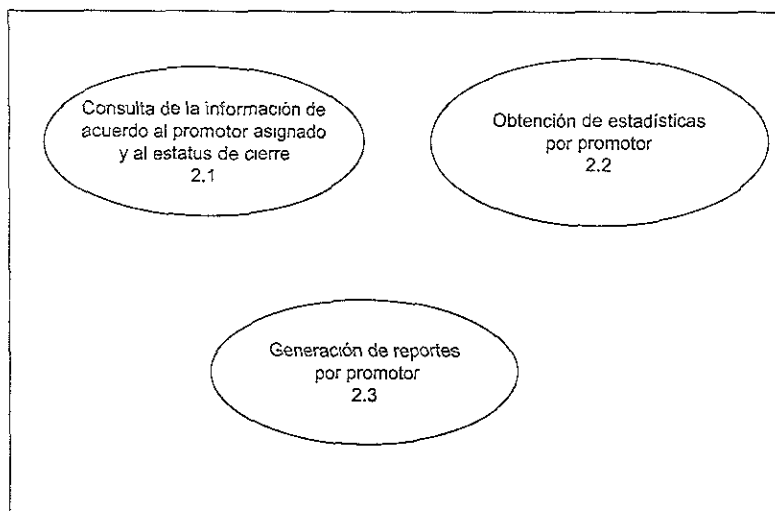 Consulta de la información de
acuerdo al promotor asignado
y al estatus de cierre
2.1
Obtención de estadísticas
por promotor
2.2
Generación de reportes
por promotor
2.3